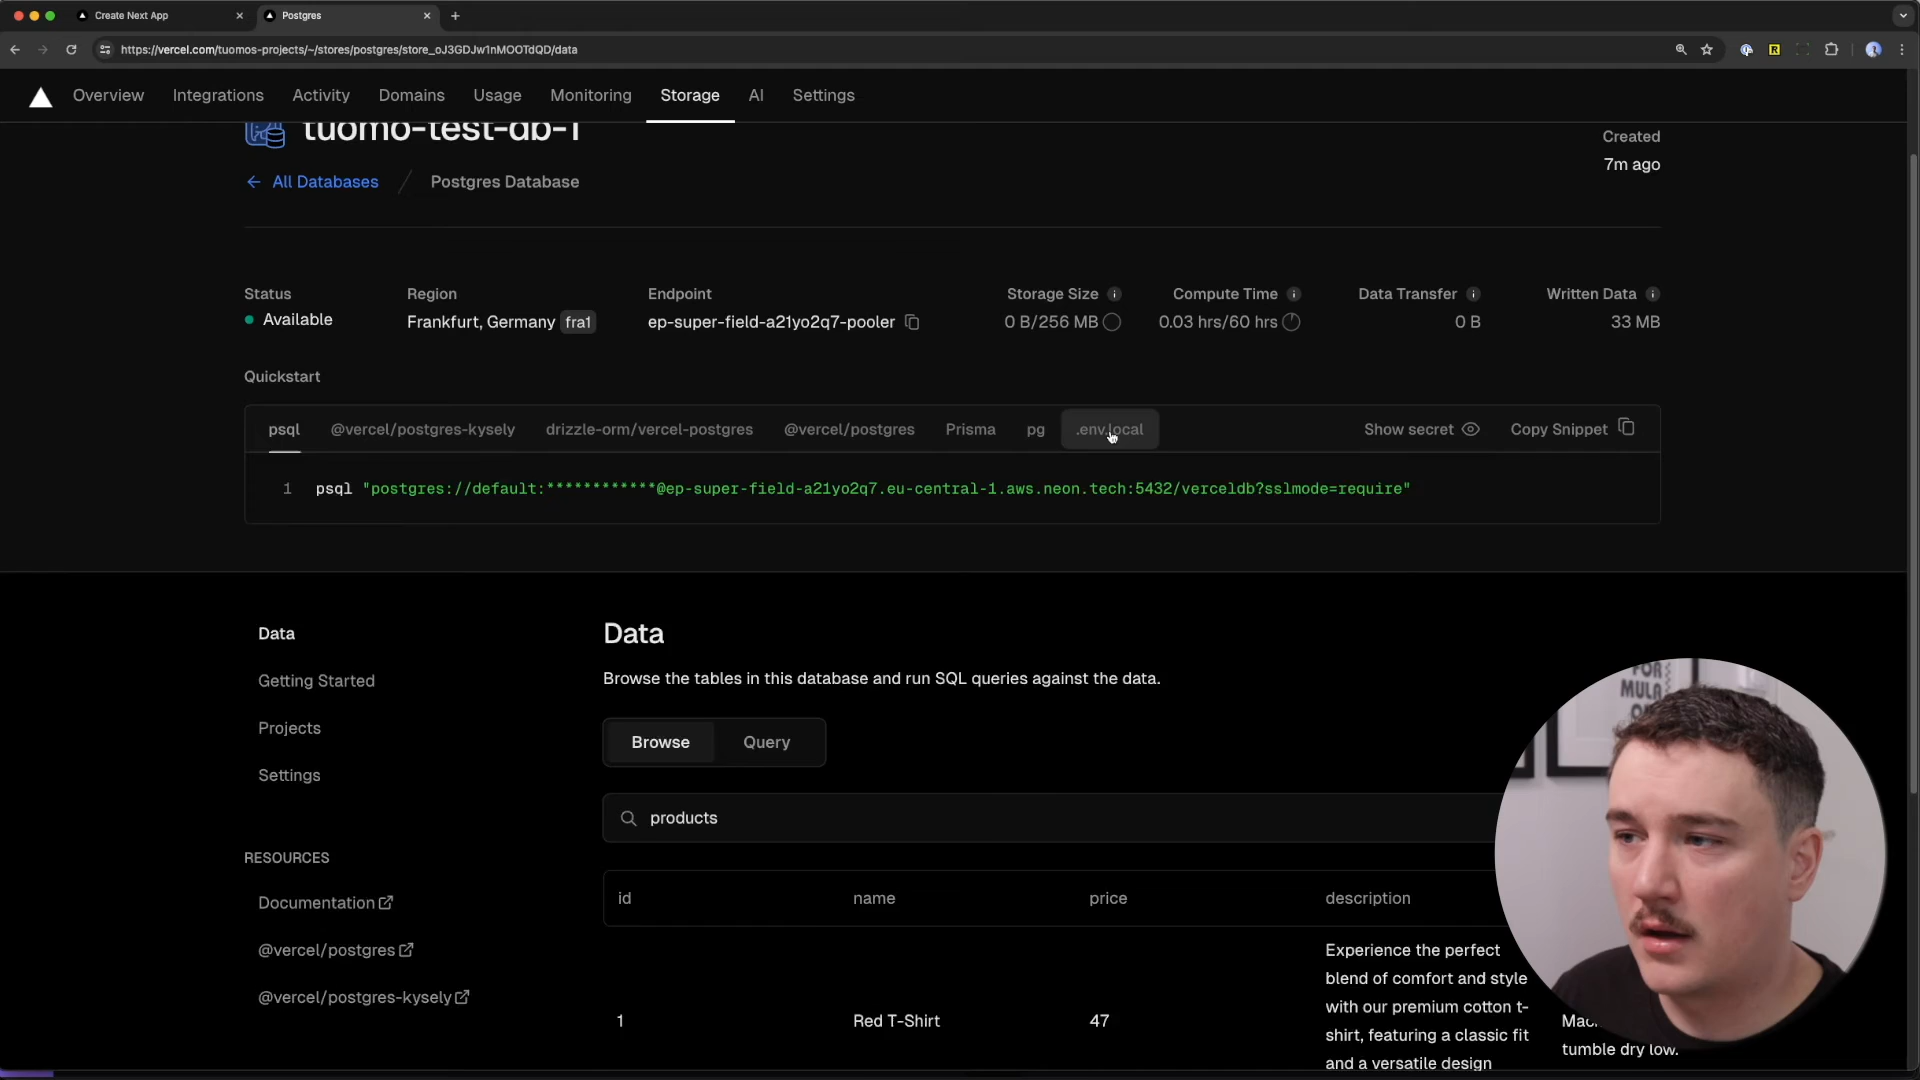 Create Next App
Postgres
https://vercel.com/tuomos-projects/~/stores/postgres/store_oJ3GDJw1nMOOTdQD/data
Overview
Integrations
Activity
Domains
Usage
Monitoring
Storage
AI
Settings
tuomo-test-db-1
Created
7m ago
← All Databases / Postgres Database
Status
Available
Region
Frankfurt, Germany fra1
Endpoint
ep-super-field-a21yo2q7-pooler
Storage Size
0 B/256 MB
Compute Time
0.03 hrs/60 hrs
Data Transfer
0 B
Written Data
33 MB
Quickstart
psql
@vercel/postgres-kysely
drizzle-orm/vercel-postgres
@vercel/postgres
Prisma
pg
.env.local
Show secret
Copy Snippet
1 psql "postgres://default:************@ep-super-field-a21yo2q7.eu-central-1.aws.neon.tech:5432/verceldb?sslmode=require"
Data
Getting Started
Projects
Settings
RESOURCES
Documentation
@vercel/postgres
@vercel/postgres-kysely
Data
Browse the tables in this database and run SQL queries against the data.
Browse
Query
products
id
name
price
description
1
Red T-Shirt
47
Experience the perfect
blend of comfort and style
with our premium cotton t-
shirt, featuring a classic fit
and a versatile design
tumble dry low.
FOR
MULA